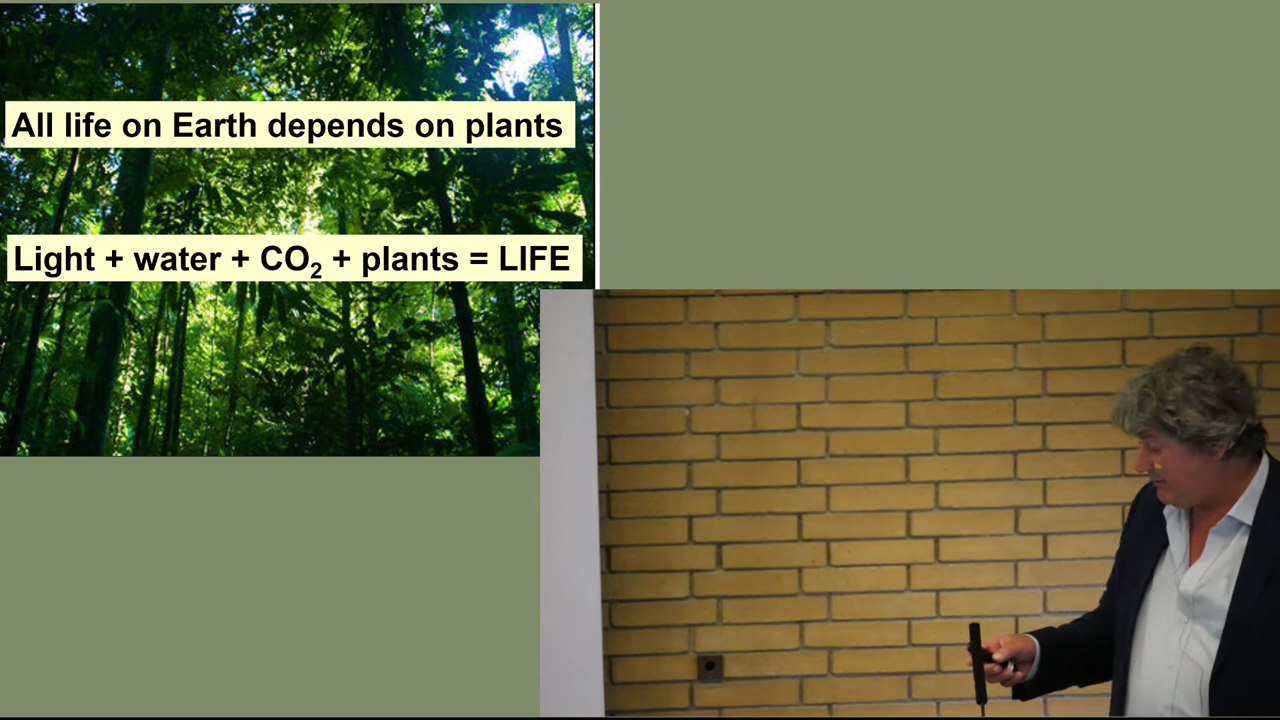 All life on Earth depends on plants
Light + water + CO₂ + plants = LIFE